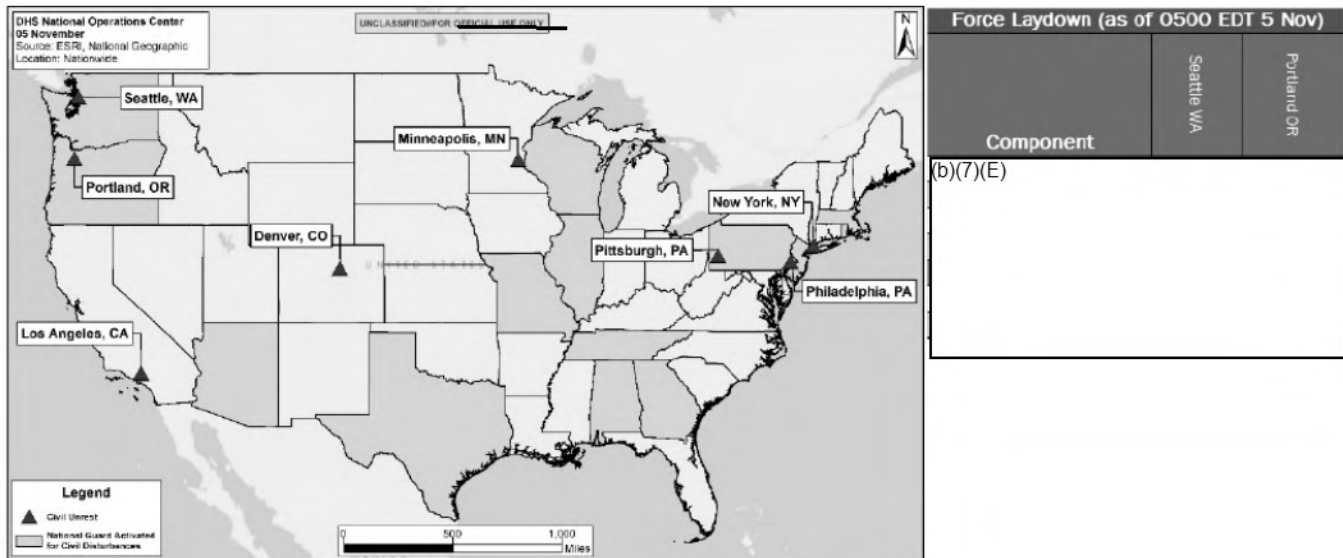 DHS National Operations Center
05 November
Source: ESRI, National Geographic
Location: Nationwide
UNCLASSIFIED//FOR OFFICIAL USE ONLY
N
Seattle, WA
Minneapolis, MN
Portland, OR
New York, NY
Denver, CO
Pittsburgh, PA
UNITED STATES
Philadelphia, PA
Los Angeles, CA
Legend
Civil Unrest
National Guard Activated
for Civil Disturbances
0 500 1,000
Miles
Force Laydown (as of 0500 EDT 5 Nov)
Component
Seattle WA
Portland OR
(b)(7)(E)